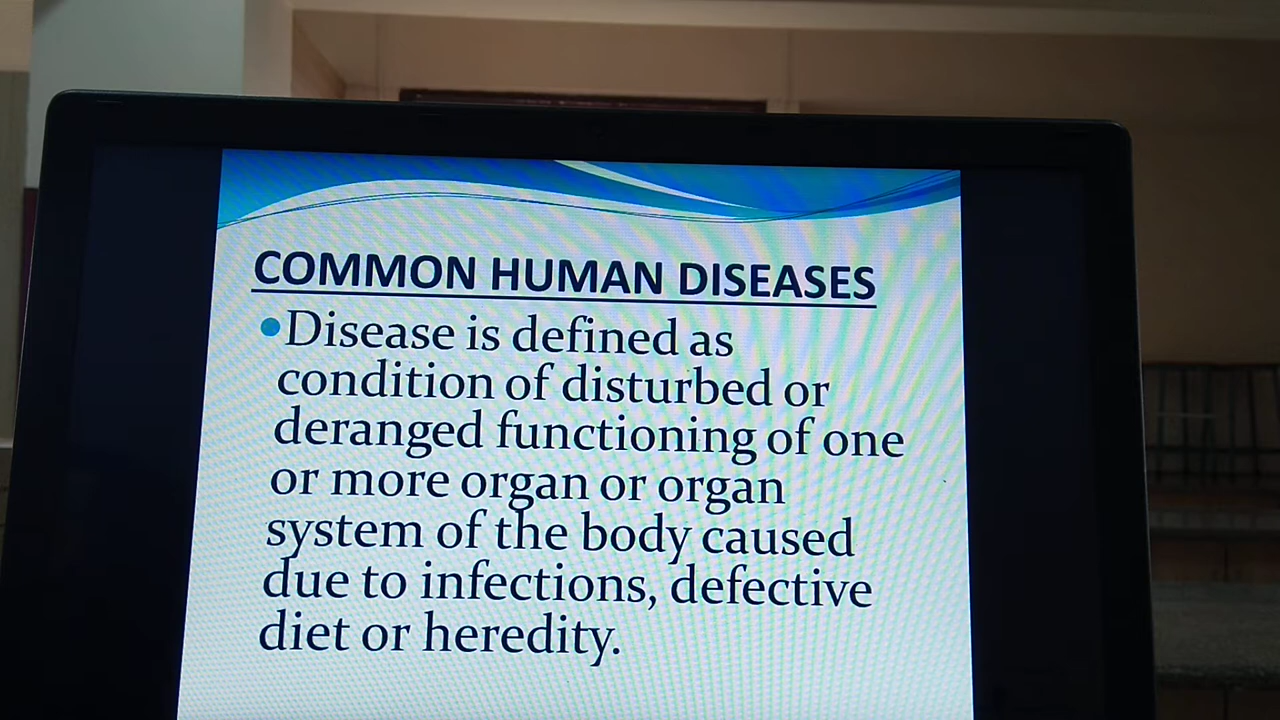 COMMON HUMAN DISEASES
Disease is defined as
condition of disturbed or
deranged functioning of one
or more organ or organ
system of the body caused
due to infections, defective
diet or heredity.